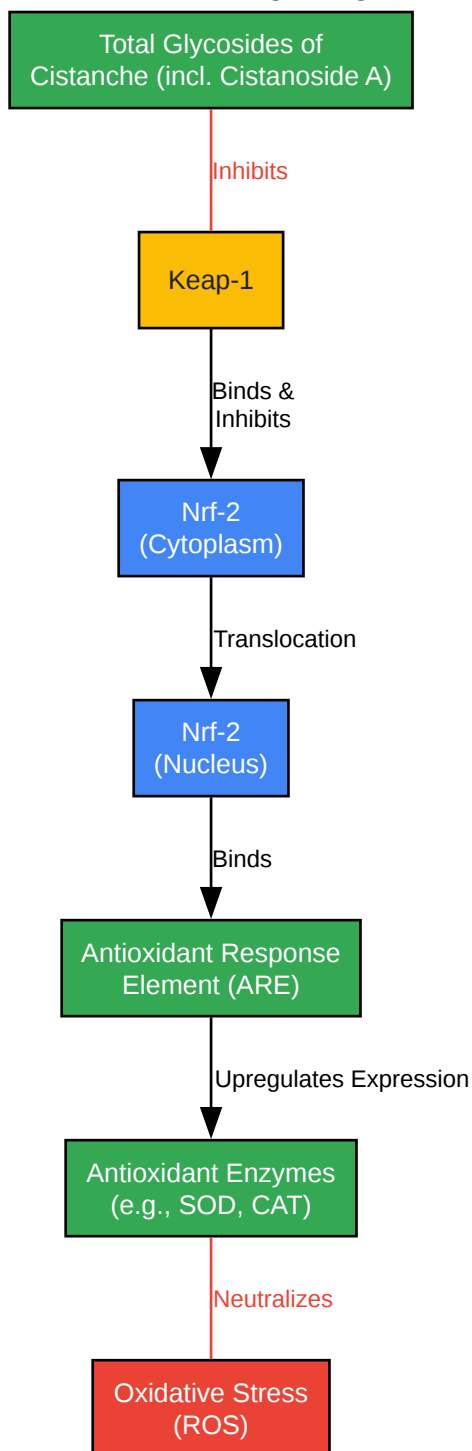 Total Glycosides of
Cistanche (incl. Cistanoside A)
Inhibits
Keap-1
Binds &
Inhibits
Nrf-2
(Cytoplasm)
Translocation
Nrf-2
(Nucleus)
Binds
Antioxidant Response
Element (ARE)
Upregulates Expression
Antioxidant Enzymes
(e.g., SOD, CAT)
Neutralizes
Oxidative Stress
(ROS)